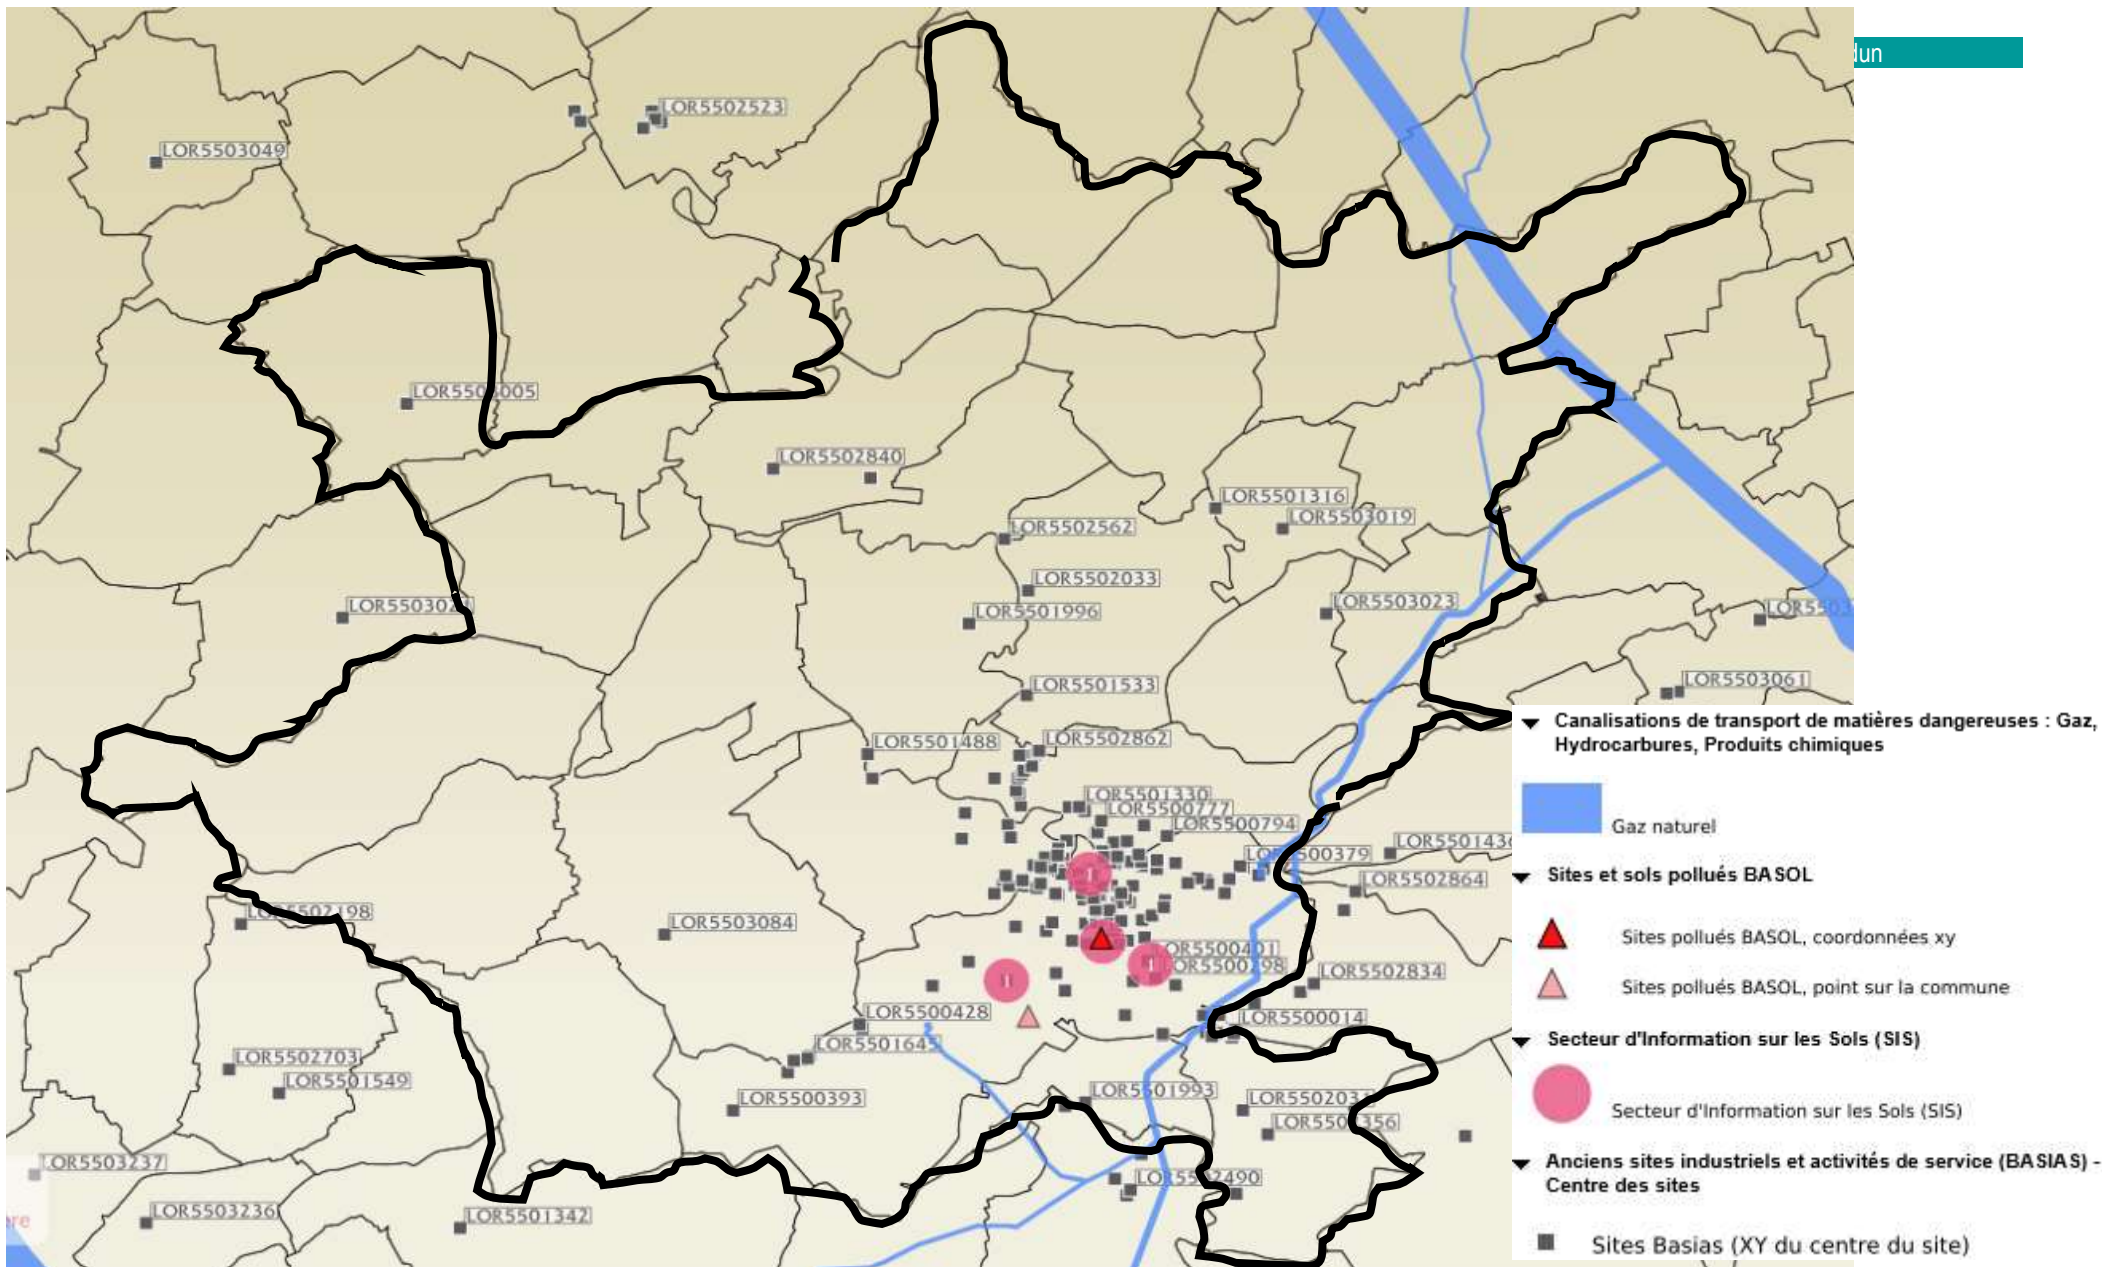 dun
LOR5502523
LOR5503049
LOR5502840
LOR5501316
LOR5503019
LOR5502562
LOR5502033
LOR5501996
LOR5503023
LOR5503061
LOR5501533
LOR5502862
LOR5501488
LOR5501330
LOR5500777
LOR5500794
LOR5502864
LOR5502198
LOR5503084
LOR5500401
LOR5502834
LOR5500428
LOR5500014
LOR5501645
LOR5502703
LOR5501549
LOR5500393
LOR5501993
LOR5503237
LOR5503236
LOR5501342
Canalisations de transport de matières dangereuses : Gaz,
Hydrocarbures, Produits chimiques
Gaz naturel
Sites et sols pollués BASOL
Sites pollués BASOL, coordonnées xy
Sites pollués BASOL, point sur la commune
Secteur d'Information sur les Sols (SIS)
Secteur d'Information sur les Sols (SIS)
Anciens sites industriels et activités de service (BASIAS) -
Centre des sites
Sites Basias (XY du centre du site)